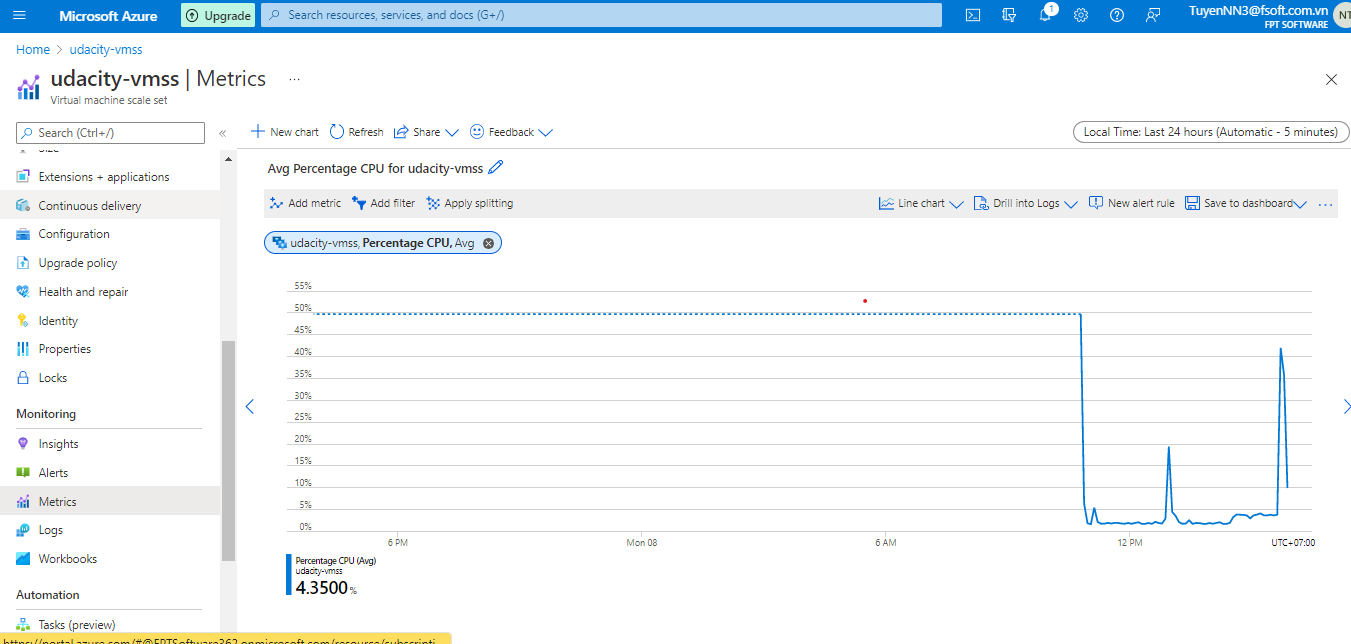 Microsoft Azure
Upgrade
Search resources, services, and docs (G+/)
1
TuyenNN3@fsoft.com.vn
FPT SOFTWARE
NT
Home > udacity-vmss
udacity-vmss | Metrics ...
Virtual machine scale set
Search (Ctrl+/)
«
New chart
Refresh
Share
Feedback
Local Time: Last 24 hours (Automatic - 5 minutes)
Size
Extensions + applications
Continuous delivery
Configuration
Upgrade policy
Health and repair
Identity
Properties
Locks
Monitoring
Insights
Alerts
Metrics
Logs
Workbooks
Automation
Tasks (preview)
Avg Percentage CPU for udacity-vmss
Add metric
Add filter
Apply splitting
Line chart
Drill into Logs
New alert rule
Save to dashboard
...
udacity-vmss, Percentage CPU, Avg
55%
50%
45%
40%
35%
30%
25%
20%
15%
10%
5%
0%
6 PM
Mon 08
6 AM
12 PM
UTC+07:00
Percentage CPU (Avg)
udacity-vmss
4.3500 %
https://portal.azure.com/#@FPTSoftware362.onmicrosoft.com/resource/subscripti...